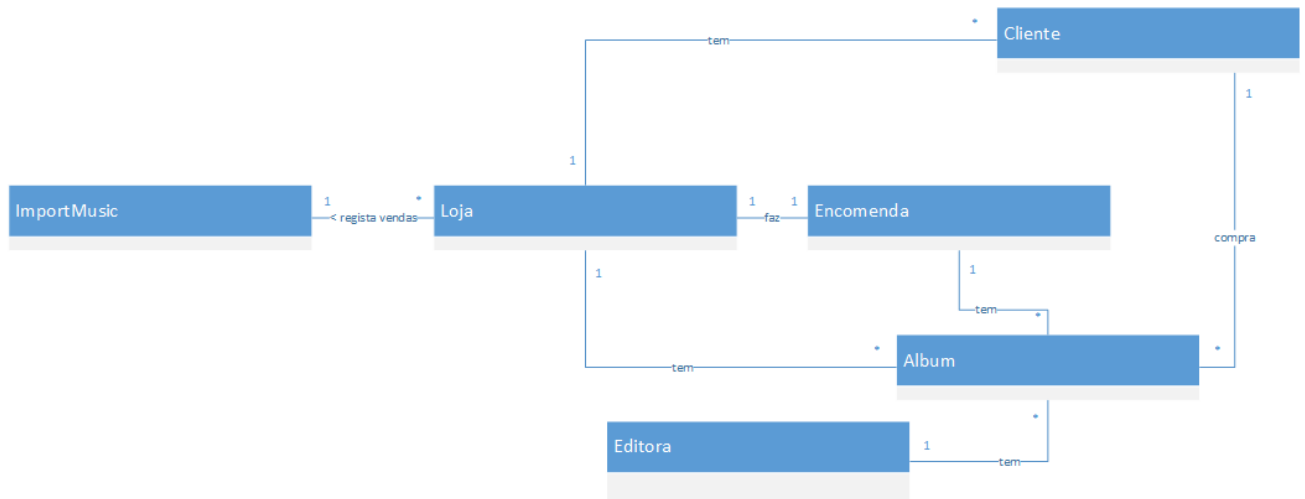 *
Cliente
tem
1
1
ImportMusic
1
< regista vendas
*
Loja
1
faz
1
Encomenda
compra
1
1
tem
*
*
tem
Album
*
Editora
1
tem
*